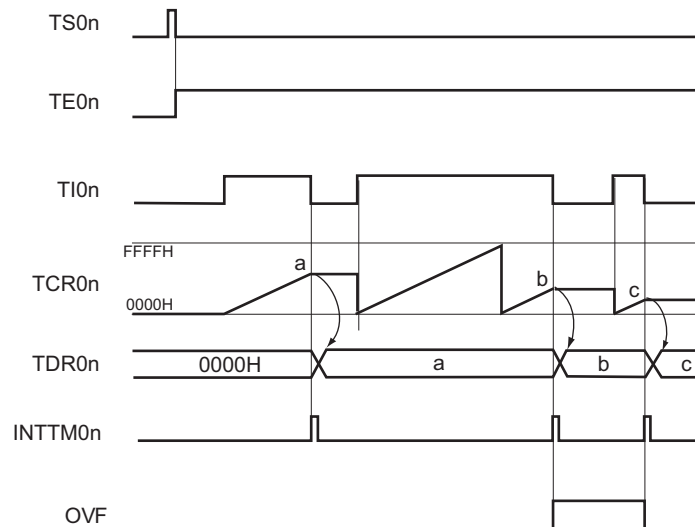 TS0n
TE0n
TI0n
FFFFH
a
b
c
TCR0n
0000H
TDR0n
0000H
a
b
c
INTTM0n
OVF